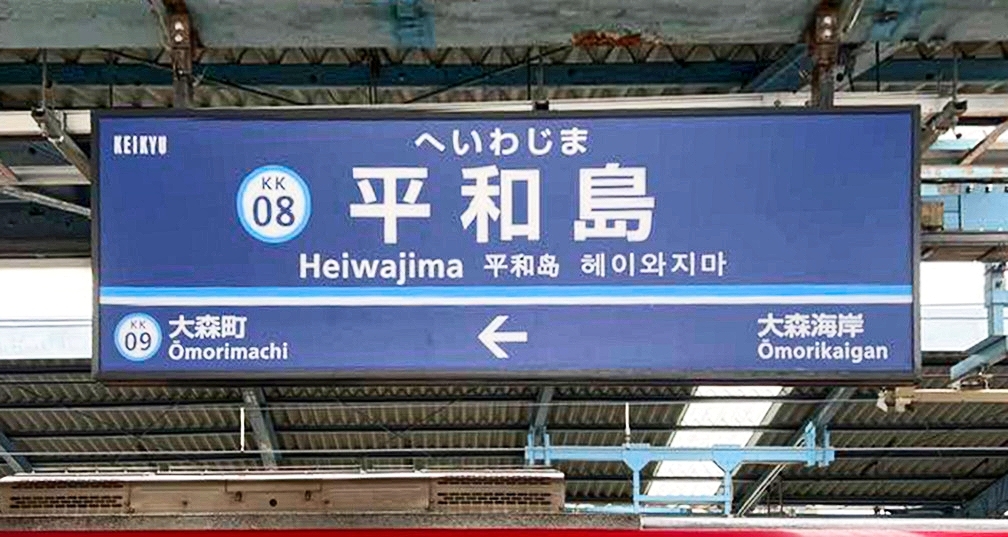 KEIKYU
へいわじま
KK
08
平和島
Heiwajima 平和岛 헤이와지마
KK
09
大森町
Ōmorimachi
←
大森海岸
Ōmorikaigan